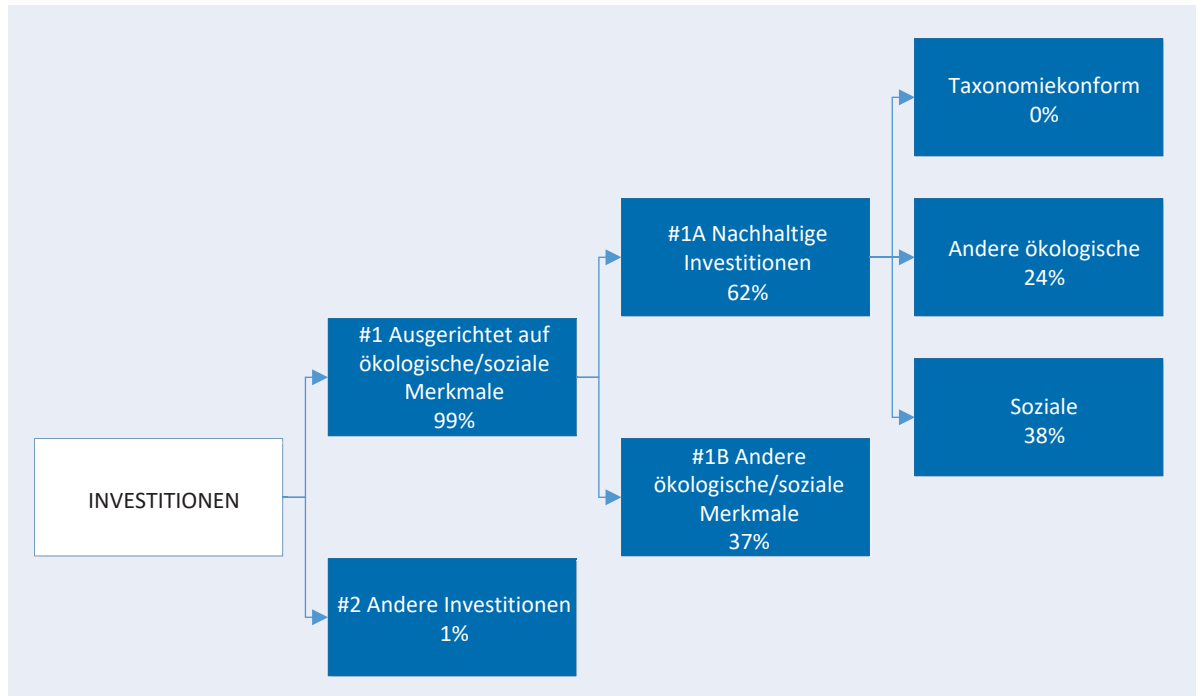 INVESTITIONEN
#1 Ausgerichtet auf
ökologische/soziale
Merkmale
99%
#2 Andere Investitionen
1%
#1A Nachhaltige
Investitionen
62%
#1B Andere
ökologische/soziale
Merkmale
37%
Taxonomiekonform
0%
Andere ökologische
24%
Soziale
38%